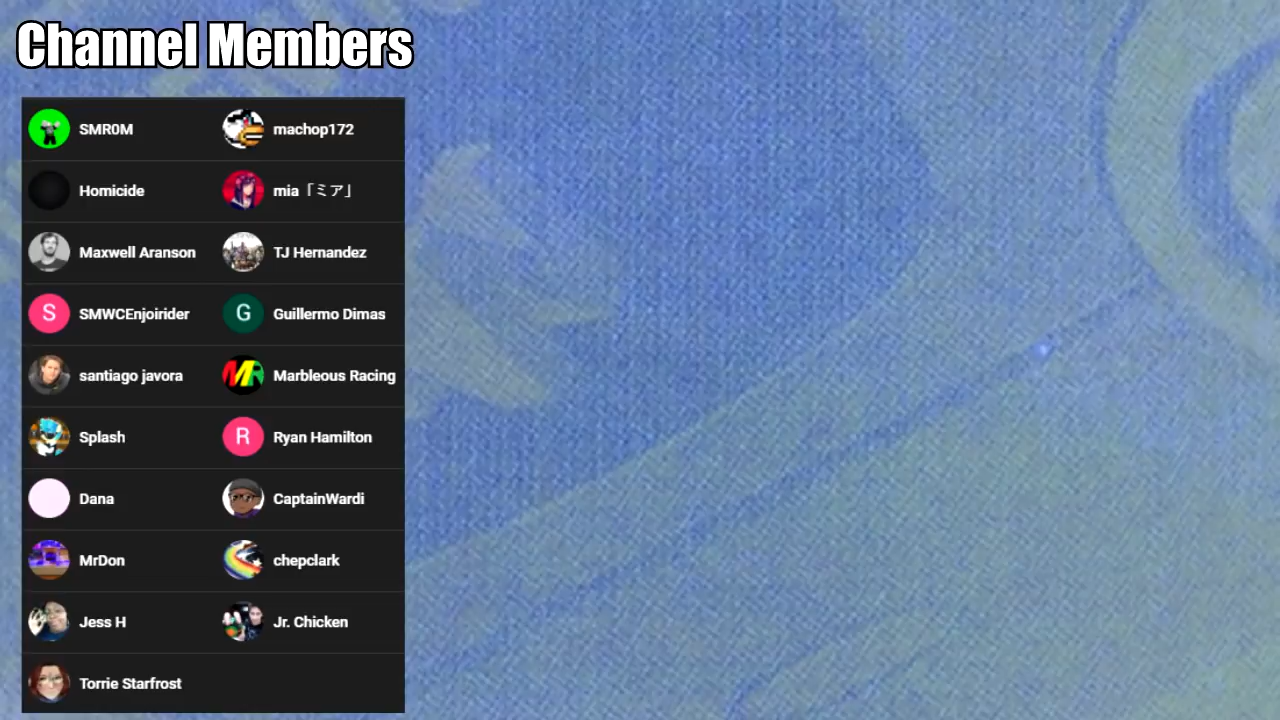 Channel Members
SMR0M machop172
Homicide mia「ミア」
Maxwell Aranson TJ Hernandez
S SMWCEnjoirider G Guillermo Dimas
santiago javora MR Marbleous Racing
Splash R Ryan Hamilton
Dana CaptainWardi
MrDon chepclark
Jess H Jr. Chicken
Torrie Starfrost